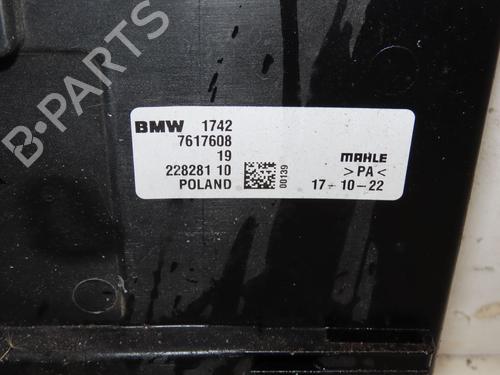 BMW 1742
7617608
19
228281 10
POLAND
00139
MAHLE
>PA<
17-10-22
B-PARTS